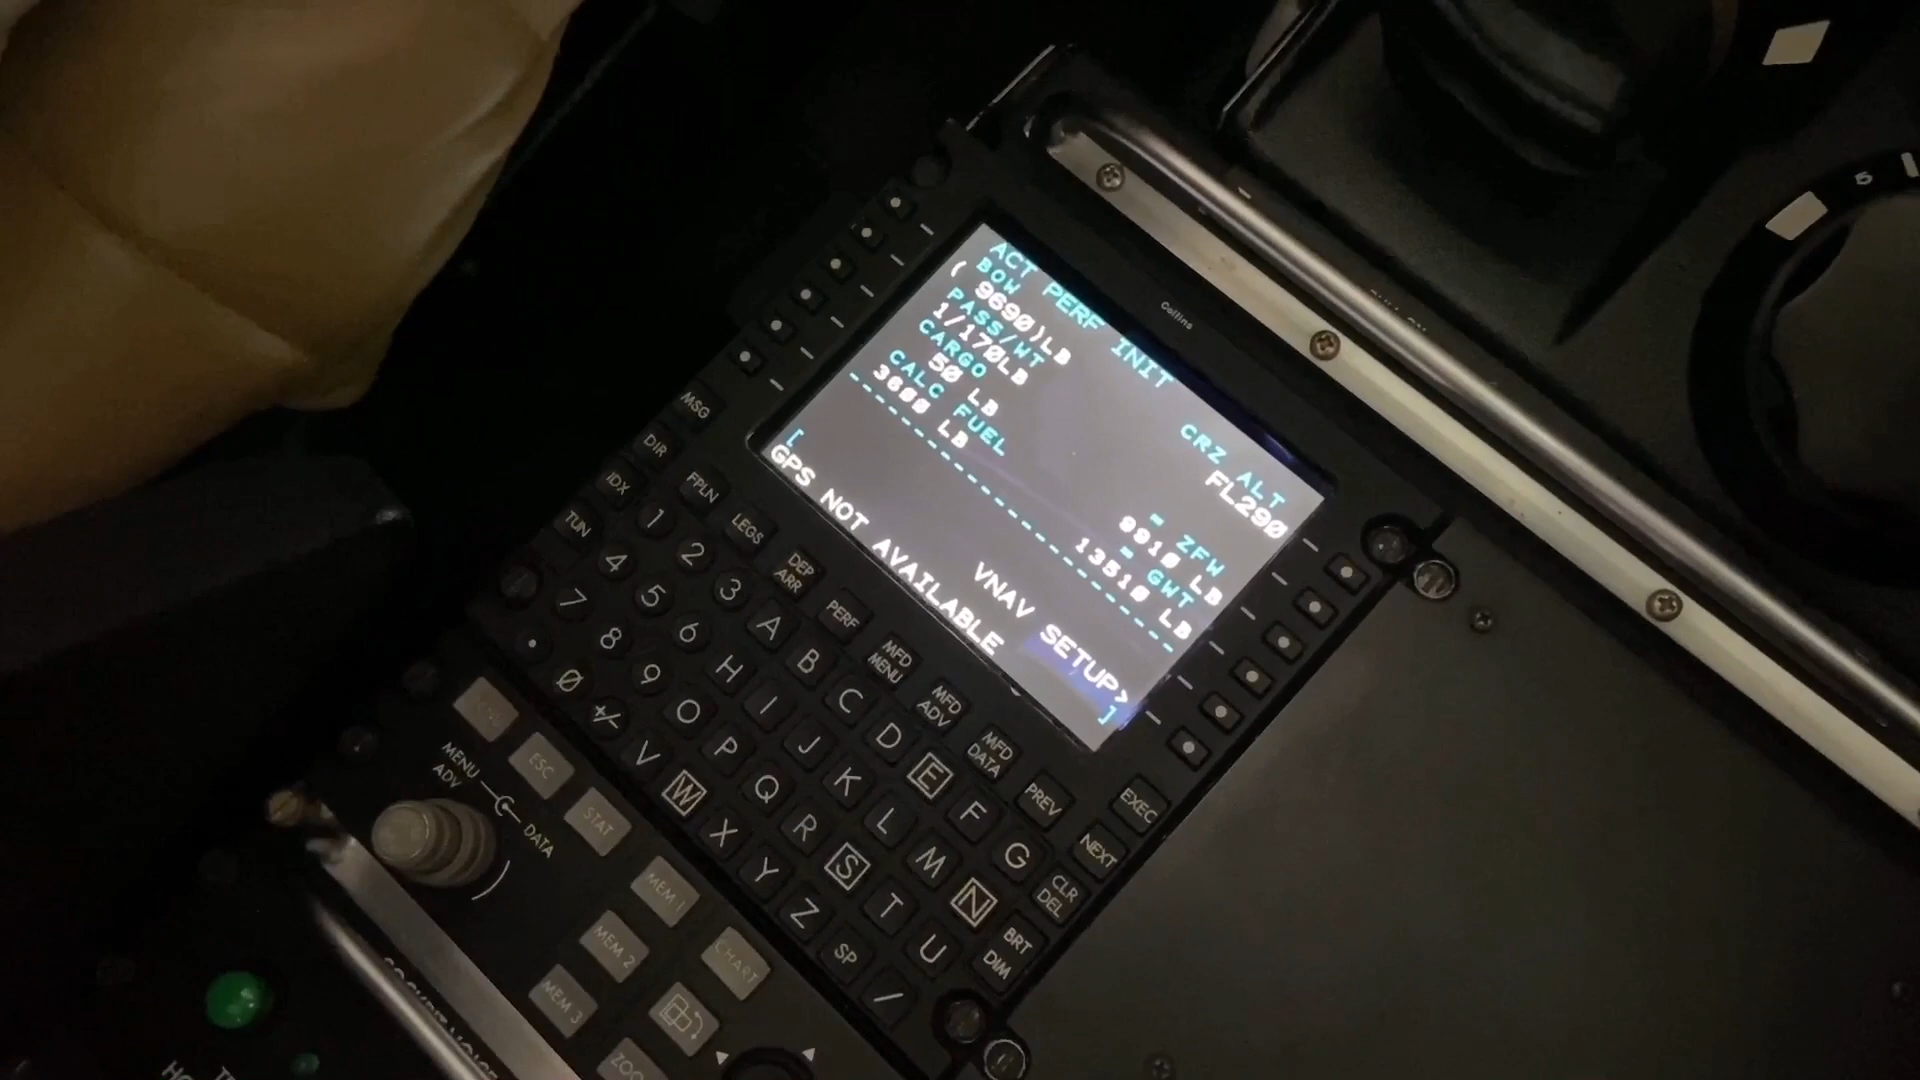 Collins
ACT PERF INIT
BOW CRZ ALT
( 9690)LB FL290
PASS/WT
1/170LB
CARGO = ZFW
50 LB 9910 LB
CALC FUEL = GWT
3600 LB 13510 LB
------------------------
VNAV SETUP>
[ ]
GPS NOT AVAILABLE
MSG
DIR FPLN LEGS DEP ARR PERF MFD MENU MFD ADV MFD DATA PREV EXEC
IDX 1 2 3 A B C D E F G NEXT
TUN 4 5 6 H I J K L M N CLR DEL
7 8 9 O P Q R S T U BRT DIM
. 0 +/- V W X Y Z SP /
ESC
MENU ADV
DATA
STAT
MEM 1
MEM 2
MEM 3
CHART
5